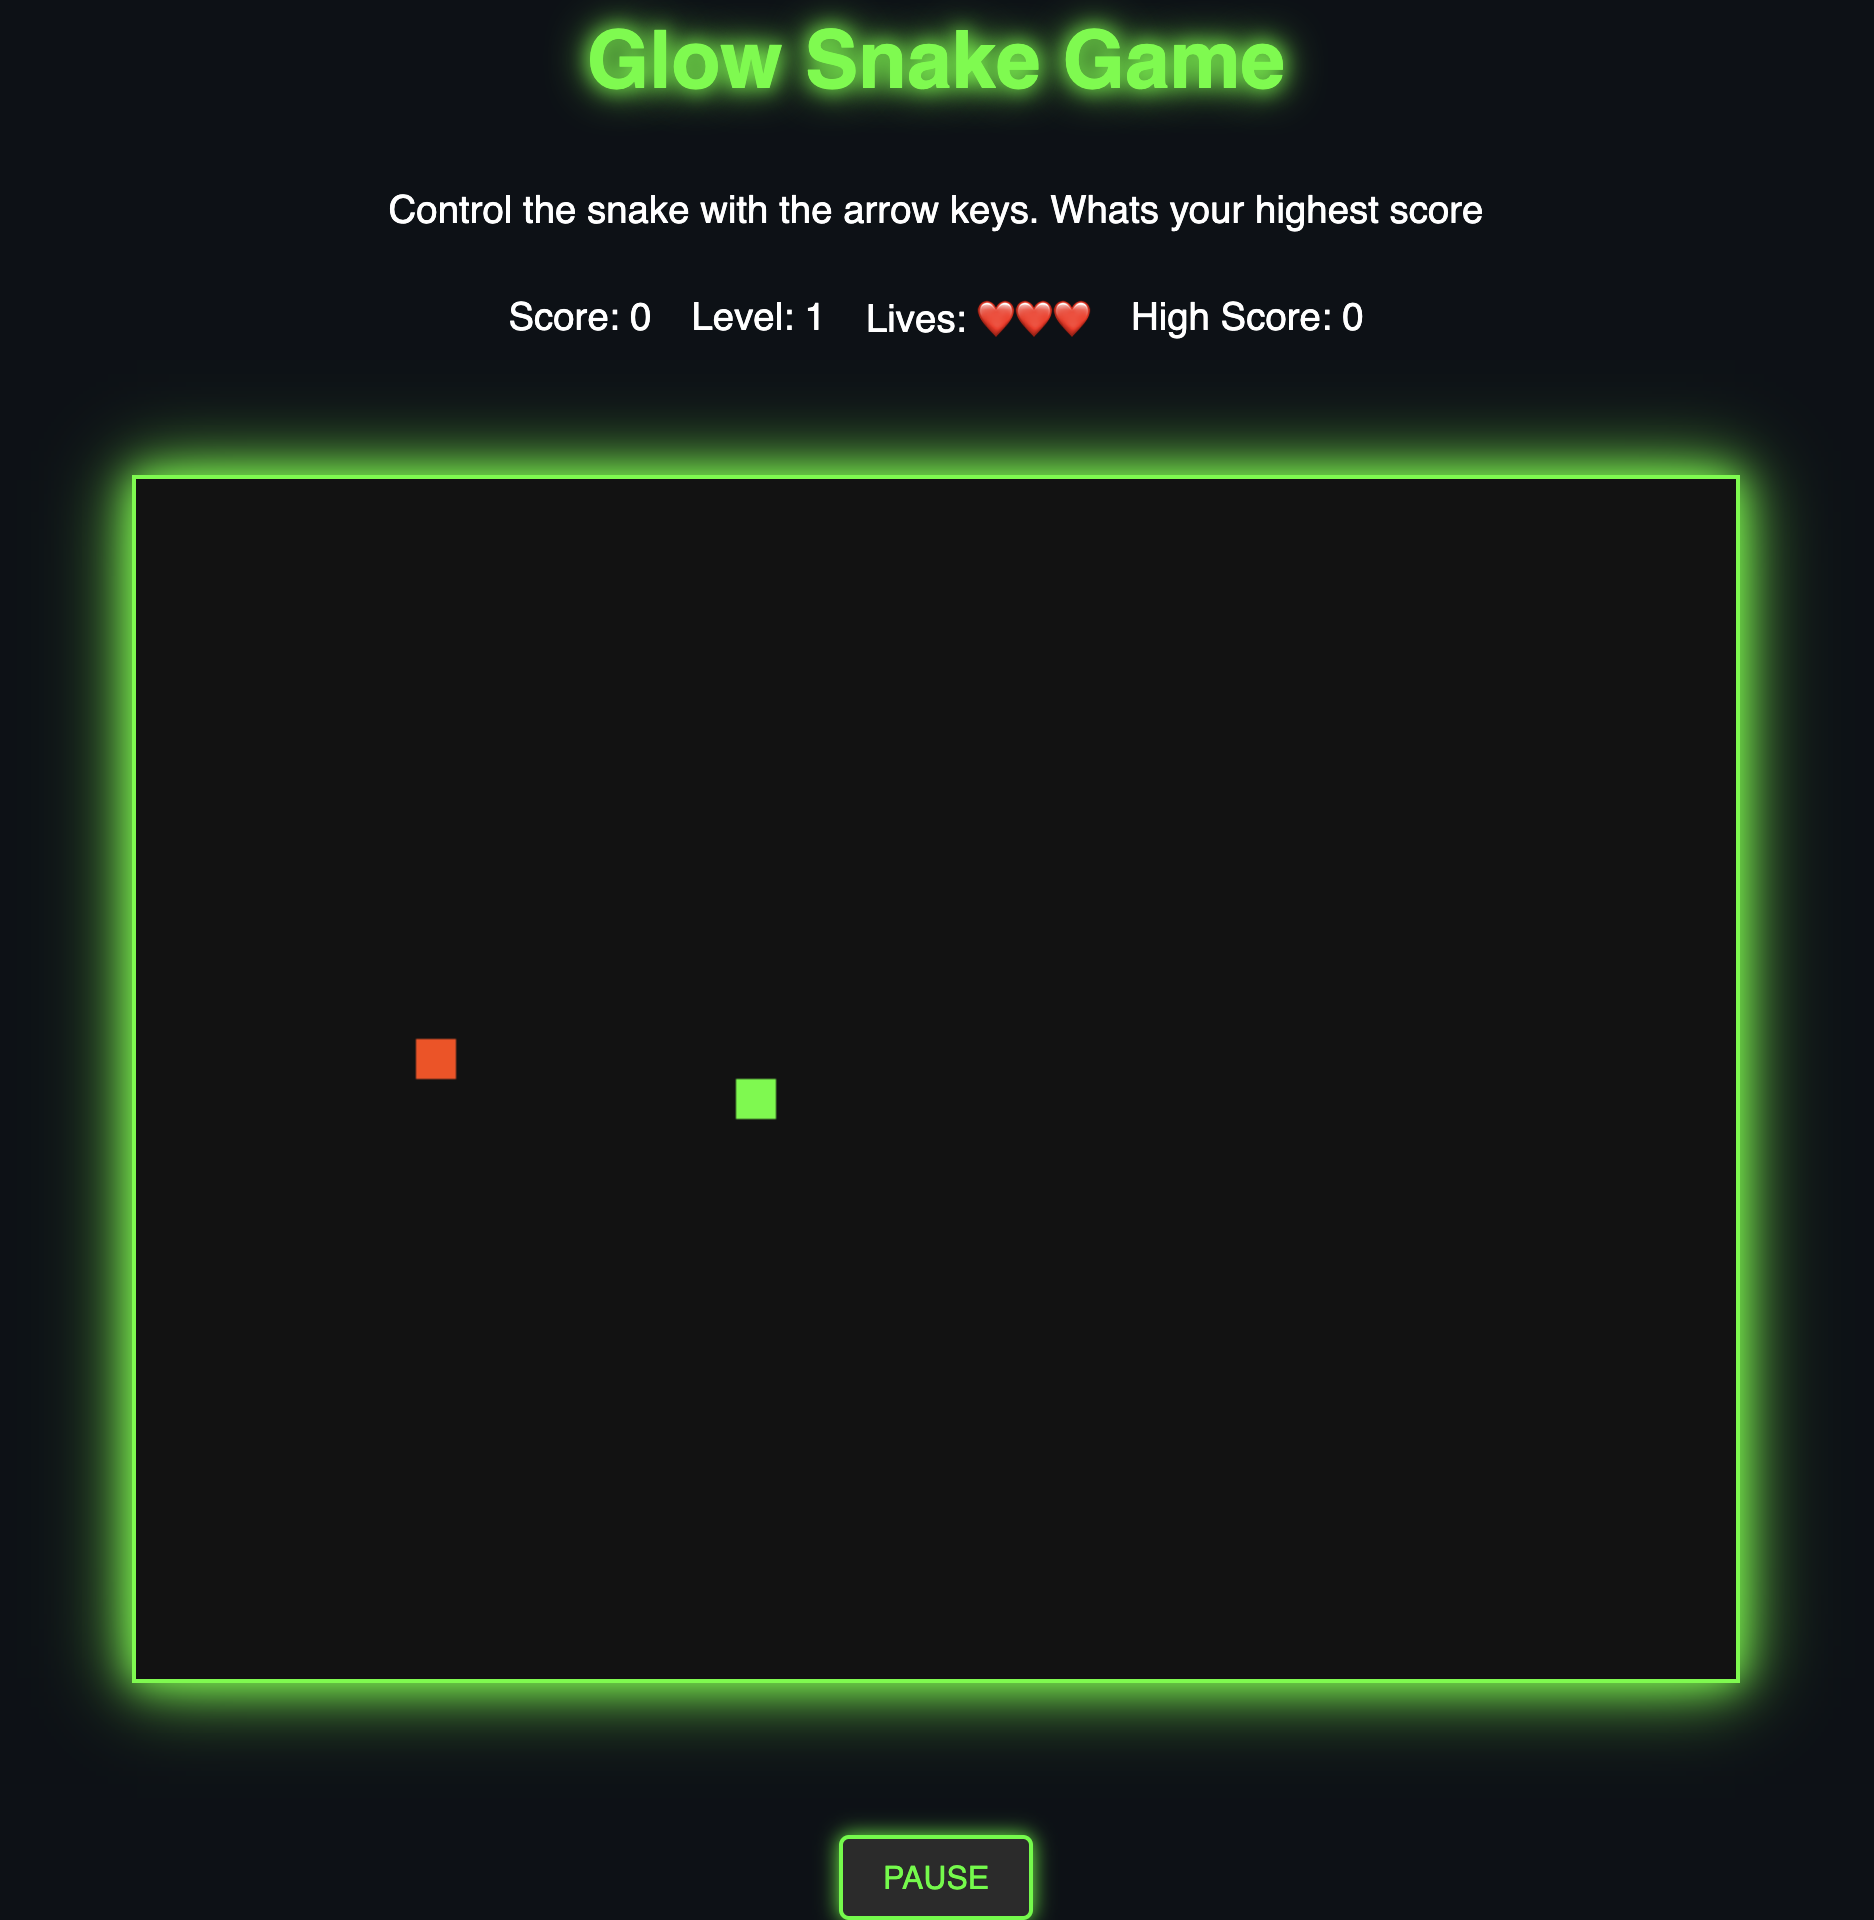 Glow Snake Game
Control the snake with the arrow keys. Whats your highest score
Score: 0 Level: 1 Lives: ❤️❤️❤️ High Score: 0
PAUSE